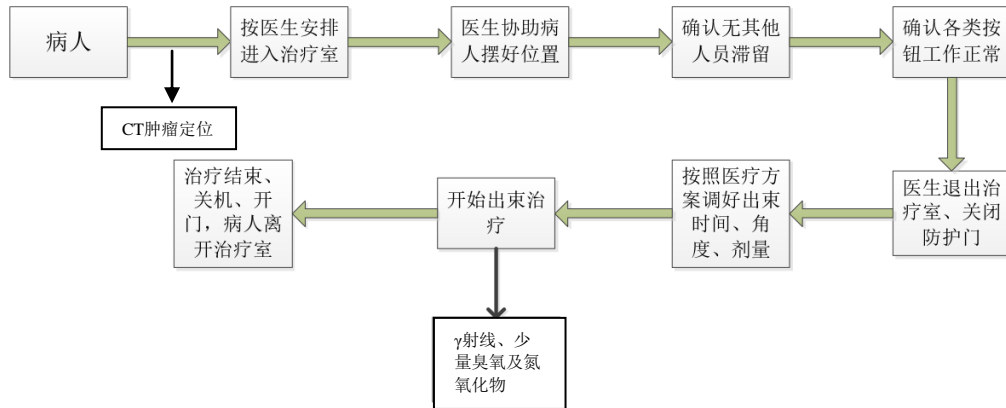 病人
按医生安排
进入治疗室
医生协助病
人摆好位置
确认无其他
人员滞留
确认各类按
钮工作正常
CT肿瘤定位
医生退出治
疗室、关闭
防护门
按照医疗方
案调好出束
时间、角
度、剂量
开始出束治
疗
治疗结束、
关机、开
门，病人离
开治疗室
γ射线、少
量臭氧及氮
氧化物